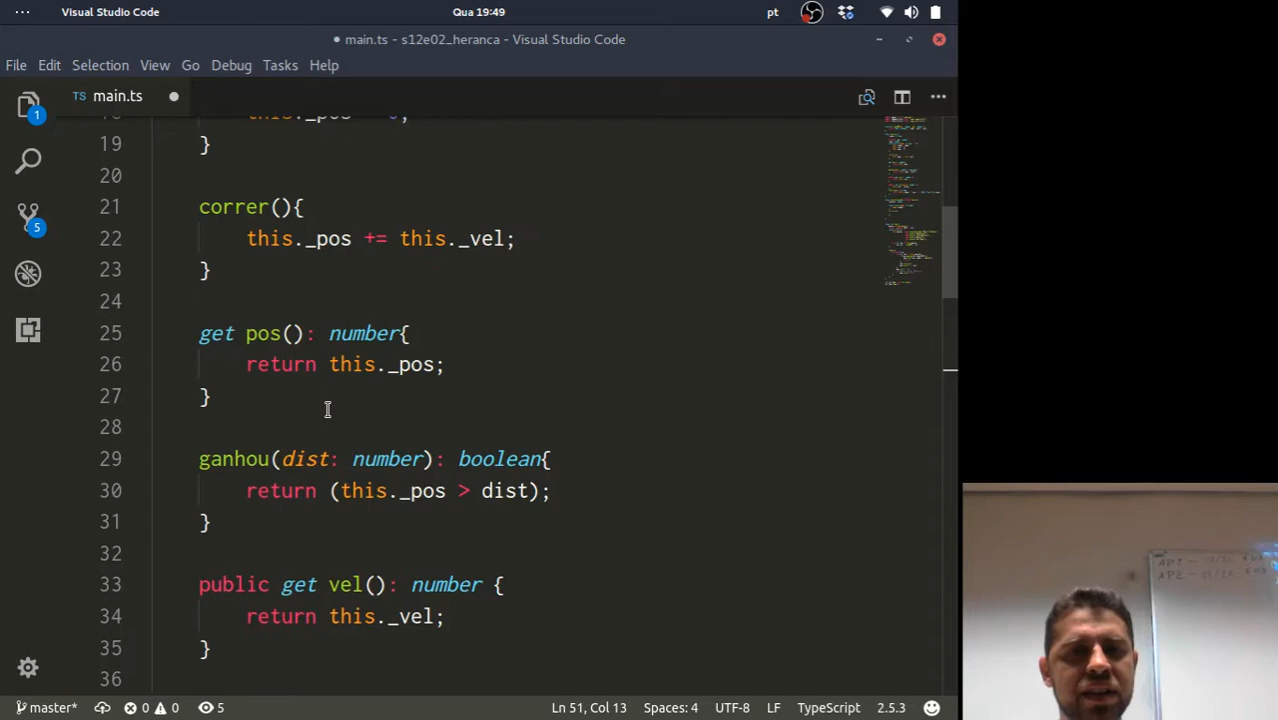 Visual Studio Code
Qua 19:49
pt
main.ts - s12e02_heranca - Visual Studio Code
File Edit Selection View Go Debug Tasks Help
TS main.ts
1
5
19 }
20
21 correr(){
22 this._pos += this._vel;
23 }
24
25 get pos(): number{
26 return this._pos;
27 }
28
29 ganhou(dist: number): boolean{
30 return (this._pos > dist);
31 }
32
33 public get vel(): number {
34 return this._vel;
35 }
36
master* 0 0 5 Ln 51, Col 13 Spaces: 4 UTF-8 LF TypeScript 2.5.3